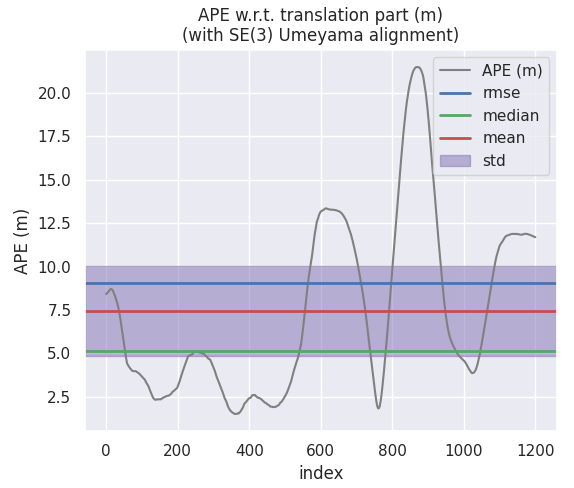 APE w.r.t. translation part (m)
(with SE(3) Umeyama alignment)
APE (m)
rmse
median
mean
std
APE (m)
20.0
17.5
15.0
12.5
10.0
7.5
5.0
2.5
0
200
400
600
800
1000
1200
index